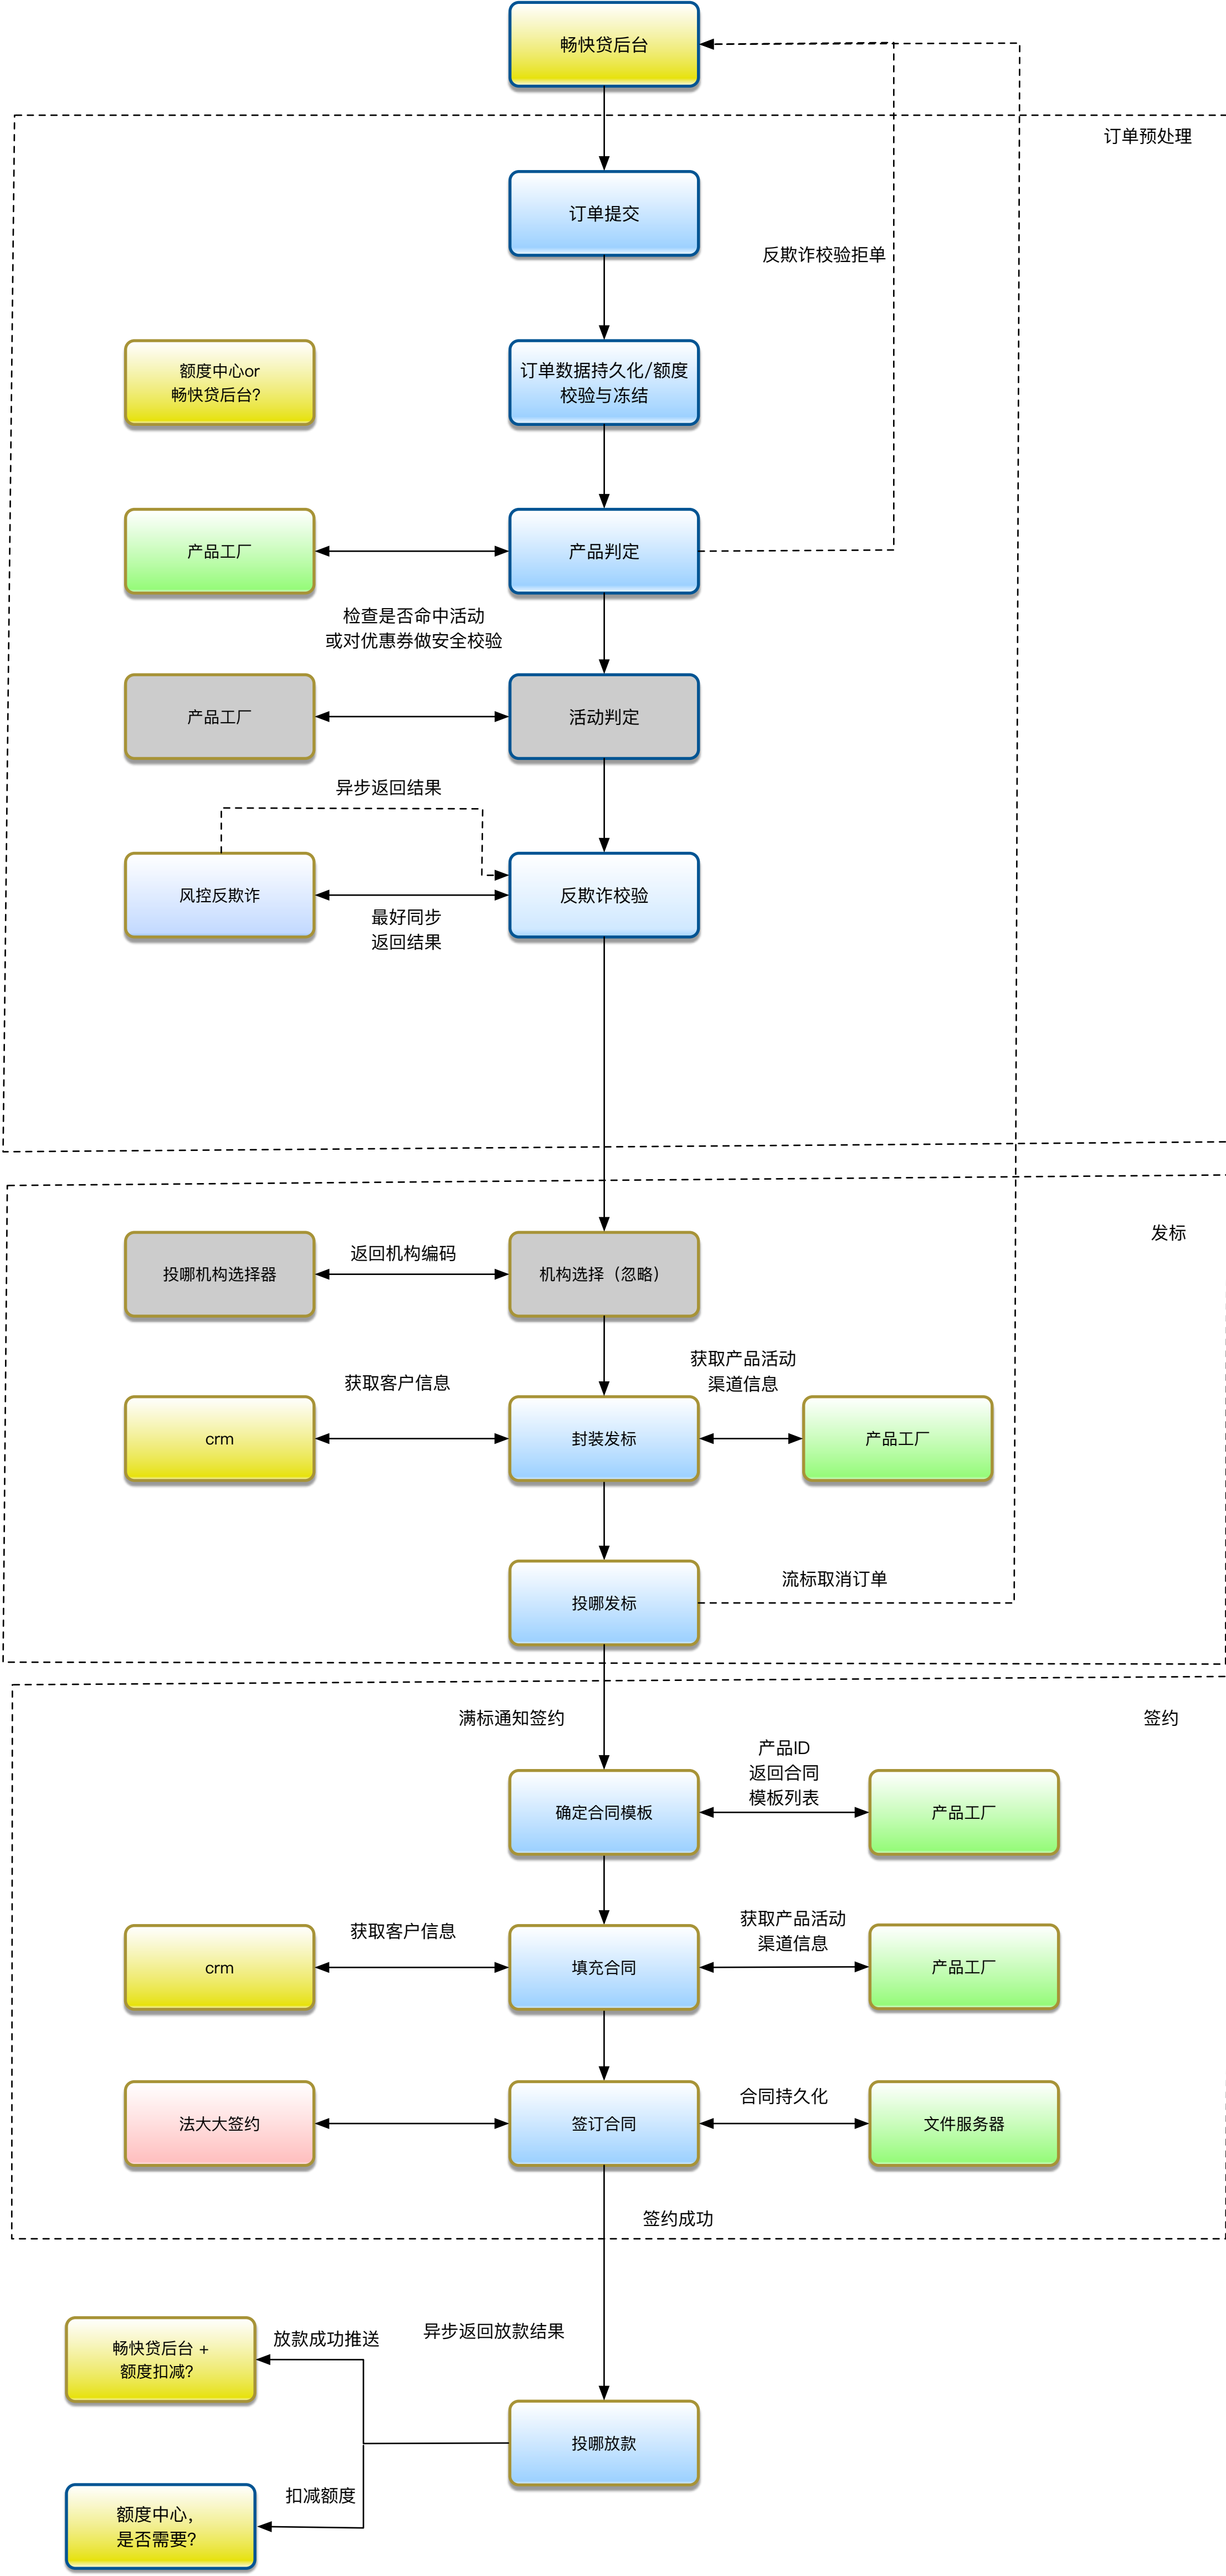 畅快贷后台
订单预处理
订单提交
反欺诈校验拒单
额度中心or
畅快贷后台?
订单数据持久化/额度
校验与冻结
产品工厂
产品判定
检查是否命中活动
或对优惠券做安全校验
产品工厂
活动判定
异步返回结果
风控反欺诈
反欺诈校验
最好同步
返回结果
发标
投哪机构选择器
返回机构编码
机构选择（忽略）
获取产品活动
渠道信息
获取客户信息
crm
封装发标
产品工厂
流标取消订单
投哪发标
满标通知签约
签约
产品ID
返回合同
模板列表
确定合同模板
产品工厂
获取客户信息
获取产品活动
渠道信息
crm
填充合同
产品工厂
合同持久化
法大大签约
签订合同
文件服务器
签约成功
异步返回放款结果
放款成功推送
畅快贷后台 +
额度扣减?
投哪放款
扣减额度
额度中心，
是否需要?